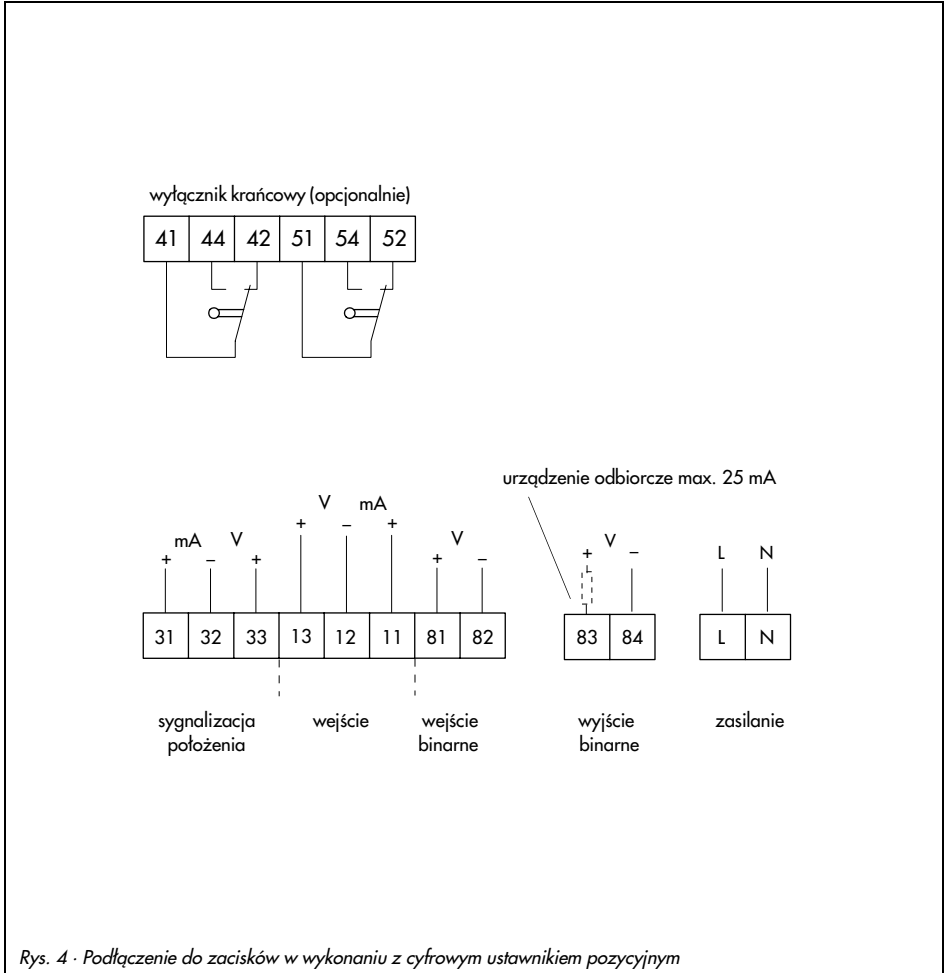 wyłącznik krańcowy (opcjonalnie)
41 44 42 51 54 52
urządzenie odbiorcze max. 25 mA
V mA
+ – +
mA V
+ – +
V
+ –
V
+ –
L N
31 32 33 13 12 11 81 82
83 84
L N
sygnalizacja
położenia
wejście
wejście
binarne
wyjście
binarne
zasilanie
Rys. 4 · Podłączenie do zacisków w wykonaniu z cyfrowym ustawnikiem pozycyjnym